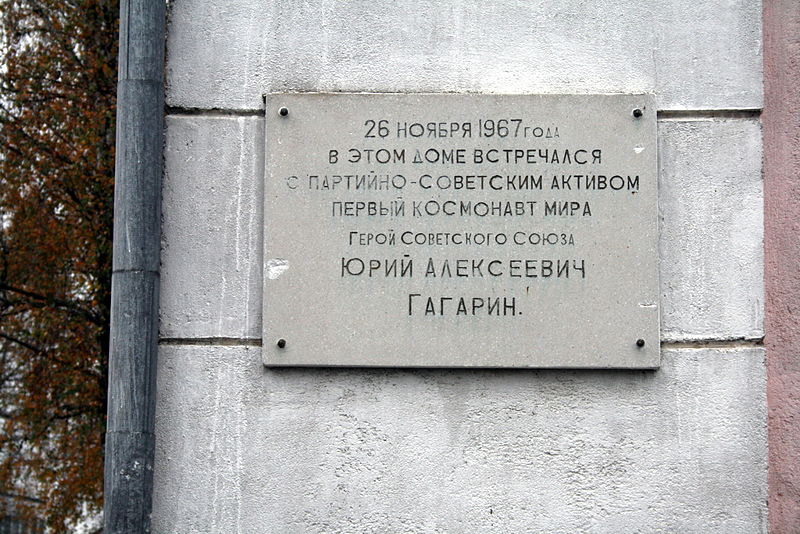 26 НОЯБРЯ 1967 ГОДА
В ЭТОМ ДОМЕ ВСТРЕЧАЛСЯ
С ПАРТИЙНО-СОВЕТСКИМ АКТИВОМ
ПЕРВЫЙ КОСМОНАВТ МИРА
ГЕРОЙ СОВЕТСКОГО СОЮЗА
ЮРИЙ АЛЕКСЕЕВИЧ
ГАГАРИН.